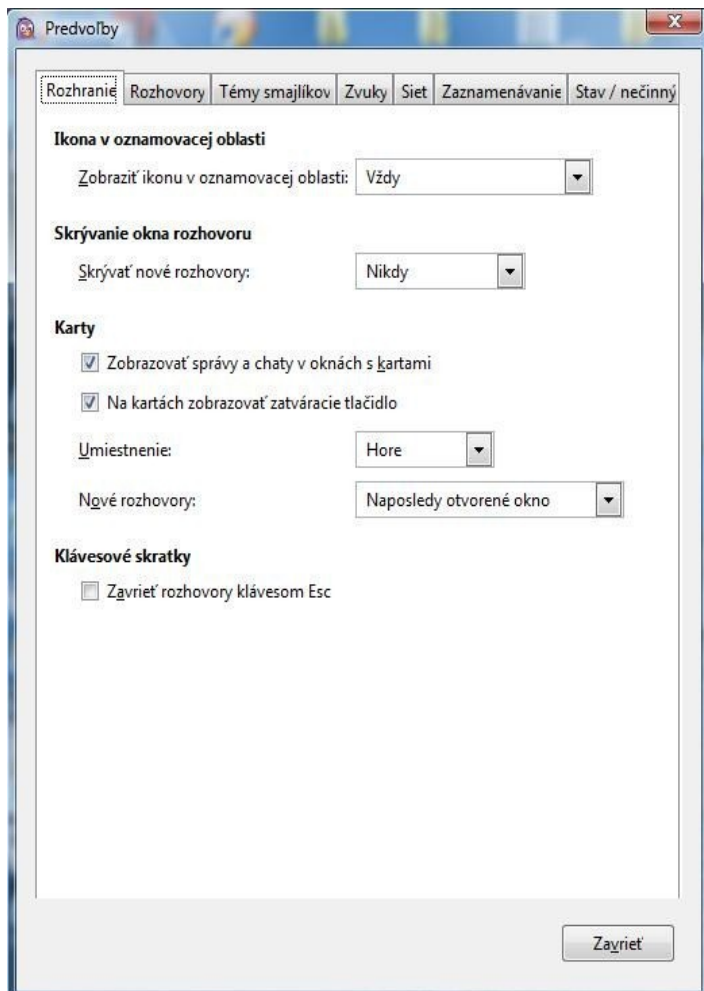 Predvoľby
Rozhranie Rozhovory Témy smajlíkov Zvuky Siet Zaznamenávanie Stav / nečinný
Ikona v oznamovacej oblasti
Zobraziť ikonu v oznamovacej oblasti: Vždy
Skrývanie okna rozhovoru
Skrývať nové rozhovory: Nikdy
Karty
Zobrazovať správy a chaty v oknách s kartami
Na kartách zobrazovať zatváracie tlačidlo
Umiestnenie: Hore
Nové rozhovory: Naposledy otvorené okno
Klávesové skratky
Zavrieť rozhovory klávesom Esc
Zavrieť